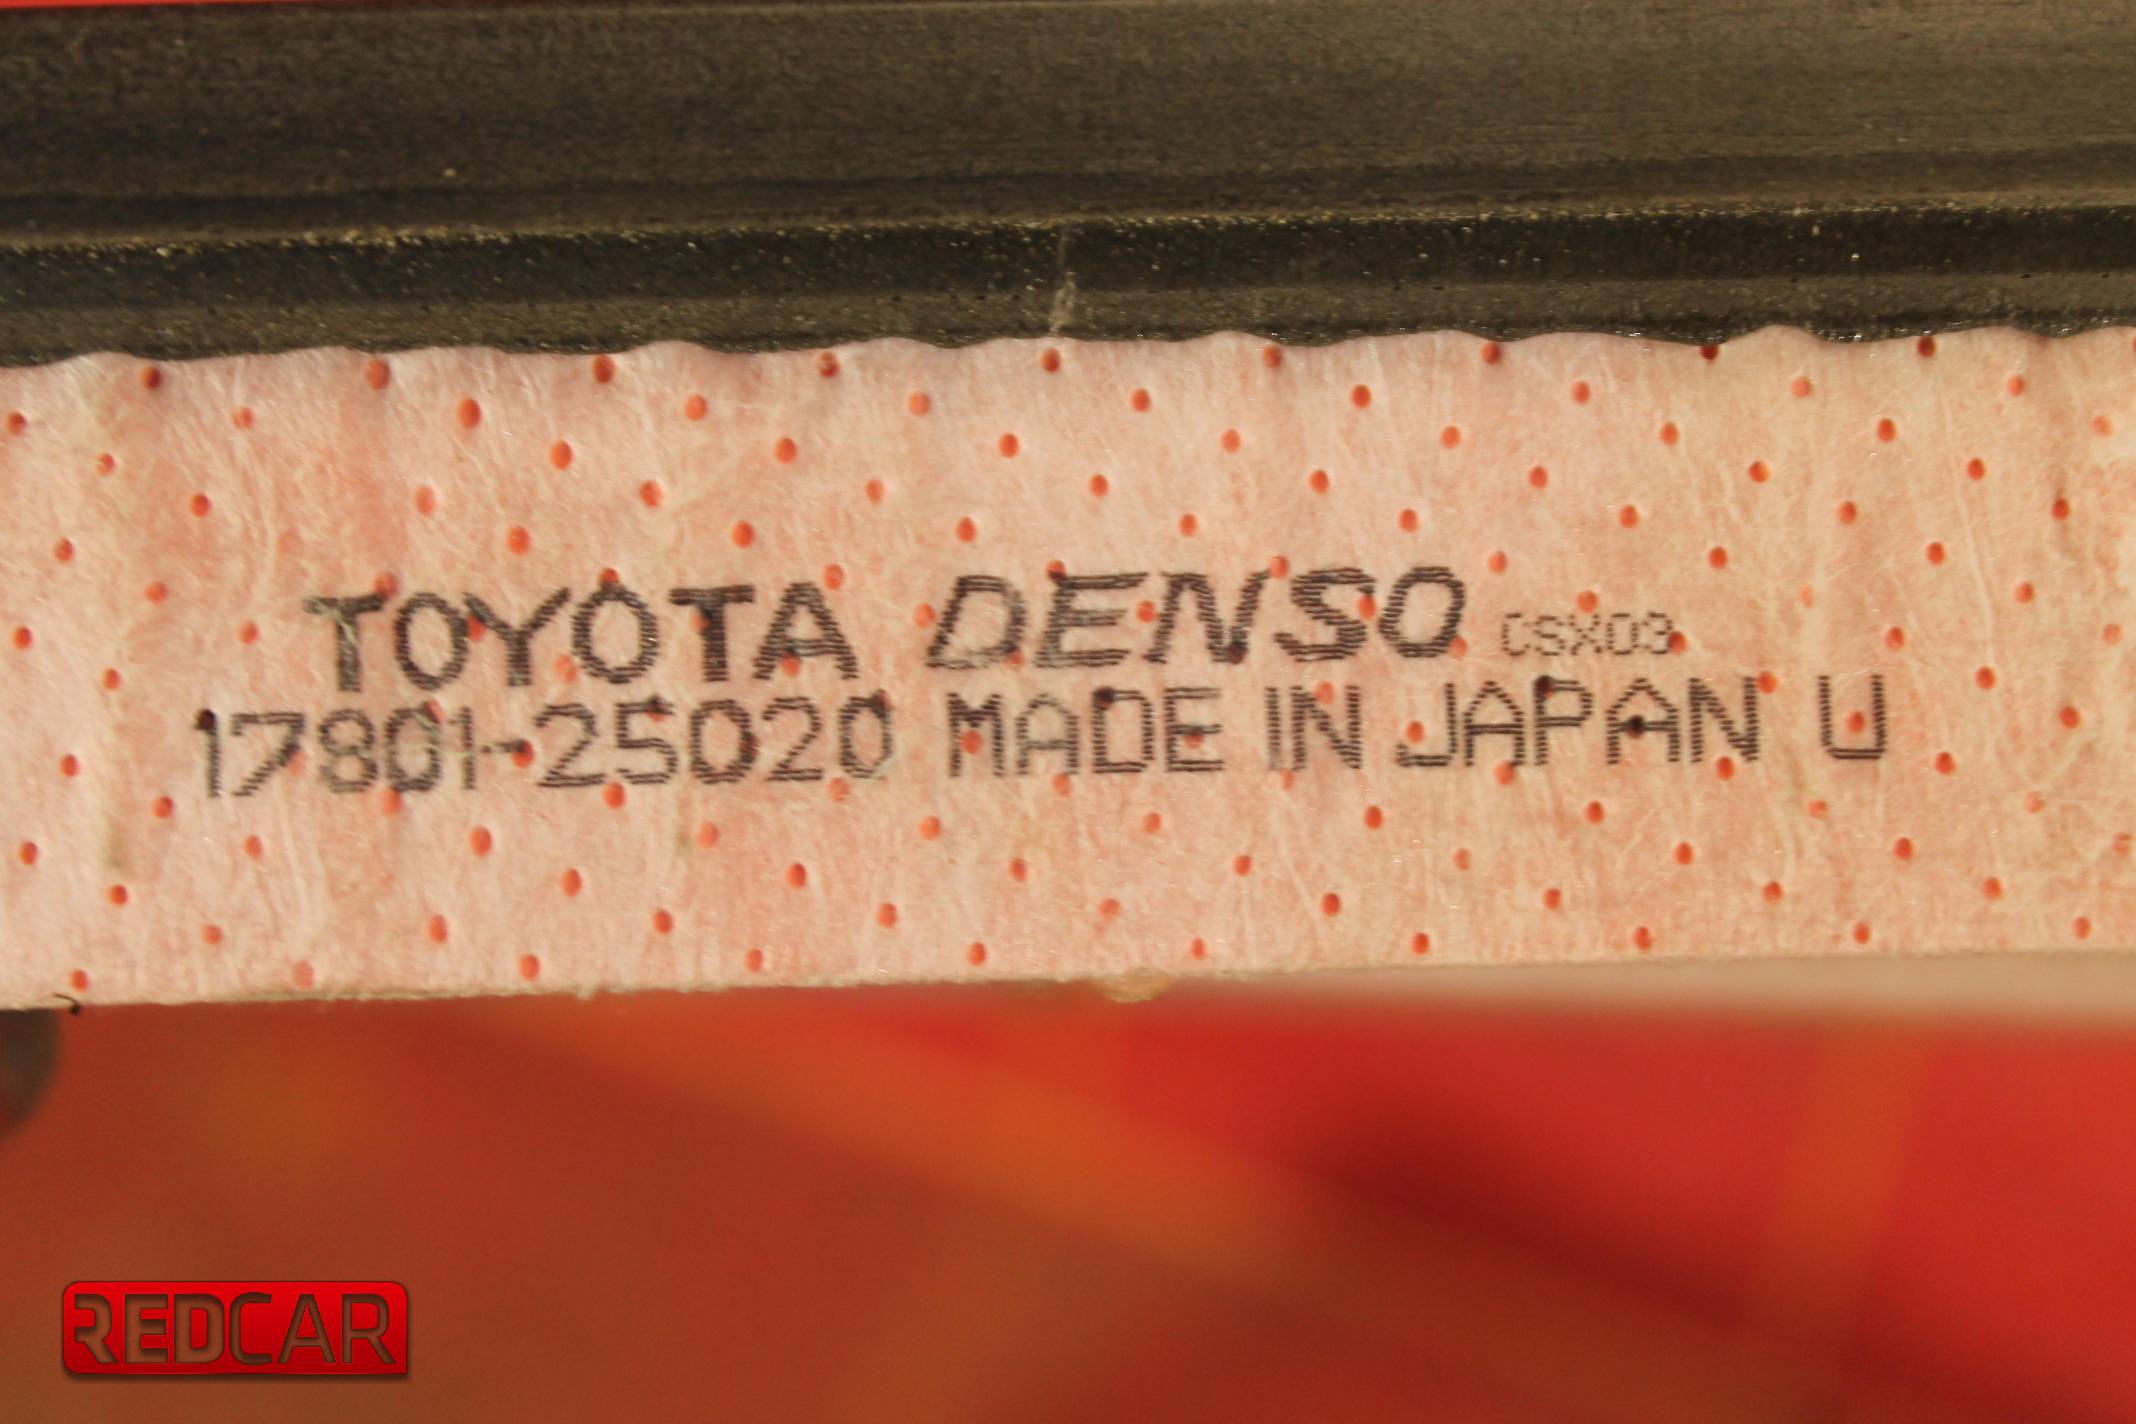 TOYOTA DENSO CSX03
17801-25020 MADE IN JAPAN U
REDCAR